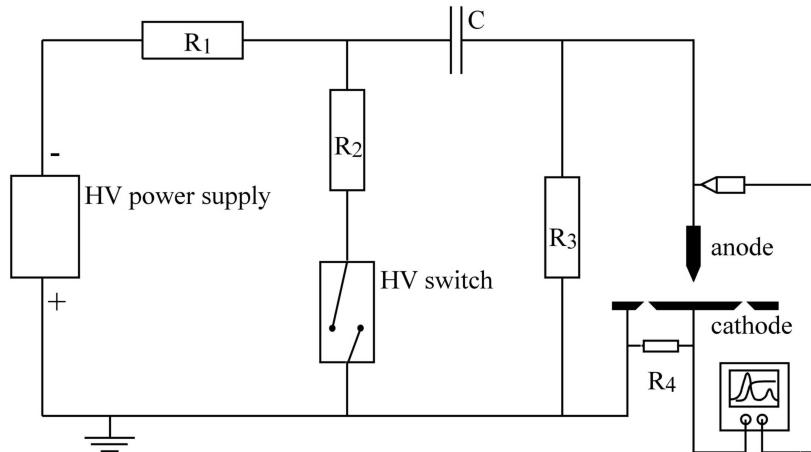 C
R1
-
R2
HV power supply
R3
anode
HV switch
+
cathode
R4